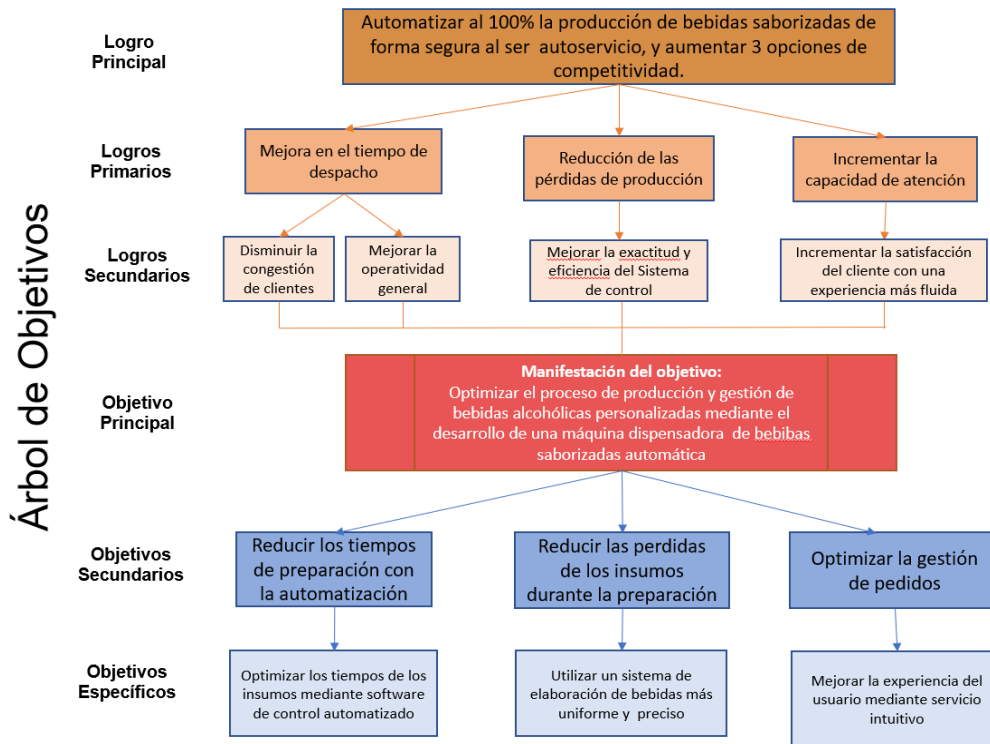 Árbol de Objetivos
Logro
Principal
Automatizar al 100% la producción de bebidas saborizadas de
forma segura al ser autoservicio, y aumentar 3 opciones de
competitividad.
Logros
Primarios
Mejora en el tiempo de
despacho
Reducción de las
pérdidas de producción
Incrementar la
capacidad de atención
Logros
Secundarios
Disminuir la
congestión
de clientes
Mejorar la
operatividad
general
Mejorar la exactitud y
eficiencia del Sistema
de control
Incrementar la satisfacción
del cliente con una
experiencia más fluida
Objetivo
Principal
Manifestación del objetivo:
Optimizar el proceso de producción y gestión de
bebidas alcohólicas personalizadas mediante el
desarrollo de una máquina dispensadora de bebibas
saborizadas automática
Objetivos
Secundarios
Reducir los tiempos
de preparación con
la automatización
Reducir las perdidas
de los insumos
durante la preparación
Optimizar la gestión
de pedidos
Objetivos
Específicos
Optimizar los tiempos de los
insumos mediante software
de control automatizado
Utilizar un sistema de
elaboración de bebidas más
uniforme y preciso
Mejorar la experiencia del
usuario mediante servicio
intuitivo